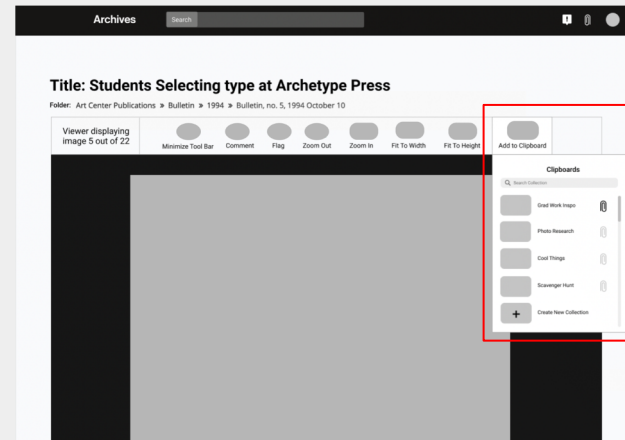 Archives
Search
Title: Students Selecting type at Archetype Press
Folder: Art Center Publications » Bulletin » 1994 » Bulletin, no. 5, 1994 October 10
Viewer displaying
image 5 out of 22
Minimize Tool Bar Comment Flag Zoom Out Zoom In Fit To Width Fit To Height Add to Clipboard
Clipboards
Search Collection
Grad Work Inspo
Photo Research
Cool Things
Scavenger Hunt
+ Create New Collection